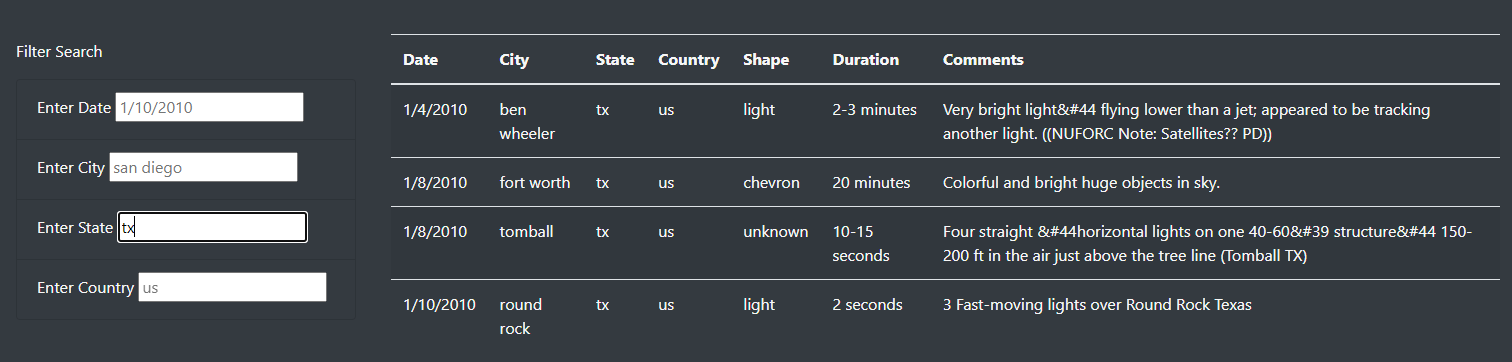 Filter Search
Enter Date 1/10/2010
Enter City san diego
Enter State tx
Enter Country us
Date City State Country Shape Duration Comments
1/4/2010 ben tx us light 2-3 minutes Very bright light&#44 flying lower than a jet; appeared to be tracking
wheeler another light. ((NUFORC Note: Satellites?? PD))
1/8/2010 fort worth tx us chevron 20 minutes Colorful and bright huge objects in sky.
1/8/2010 tomball tx us unknown 10-15 Four straight &#44horizontal lights on one 40-60&#39 structure&#44 150-
seconds 200 ft in the air just above the tree line (Tomball TX)
1/10/2010 round tx us light 2 seconds 3 Fast-moving lights over Round Rock Texas
rock